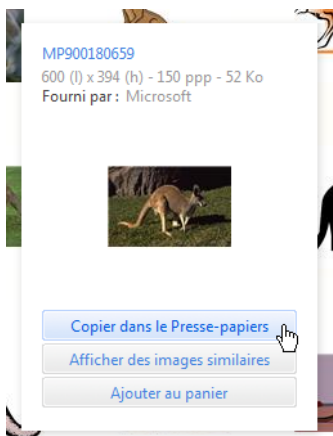 MP900180659
600 (l) x 394 (h) - 150 ppp - 52 Ko
Fourni par : Microsoft
Copier dans le Presse-papiers
Afficher des images similaires
Ajouter au panier